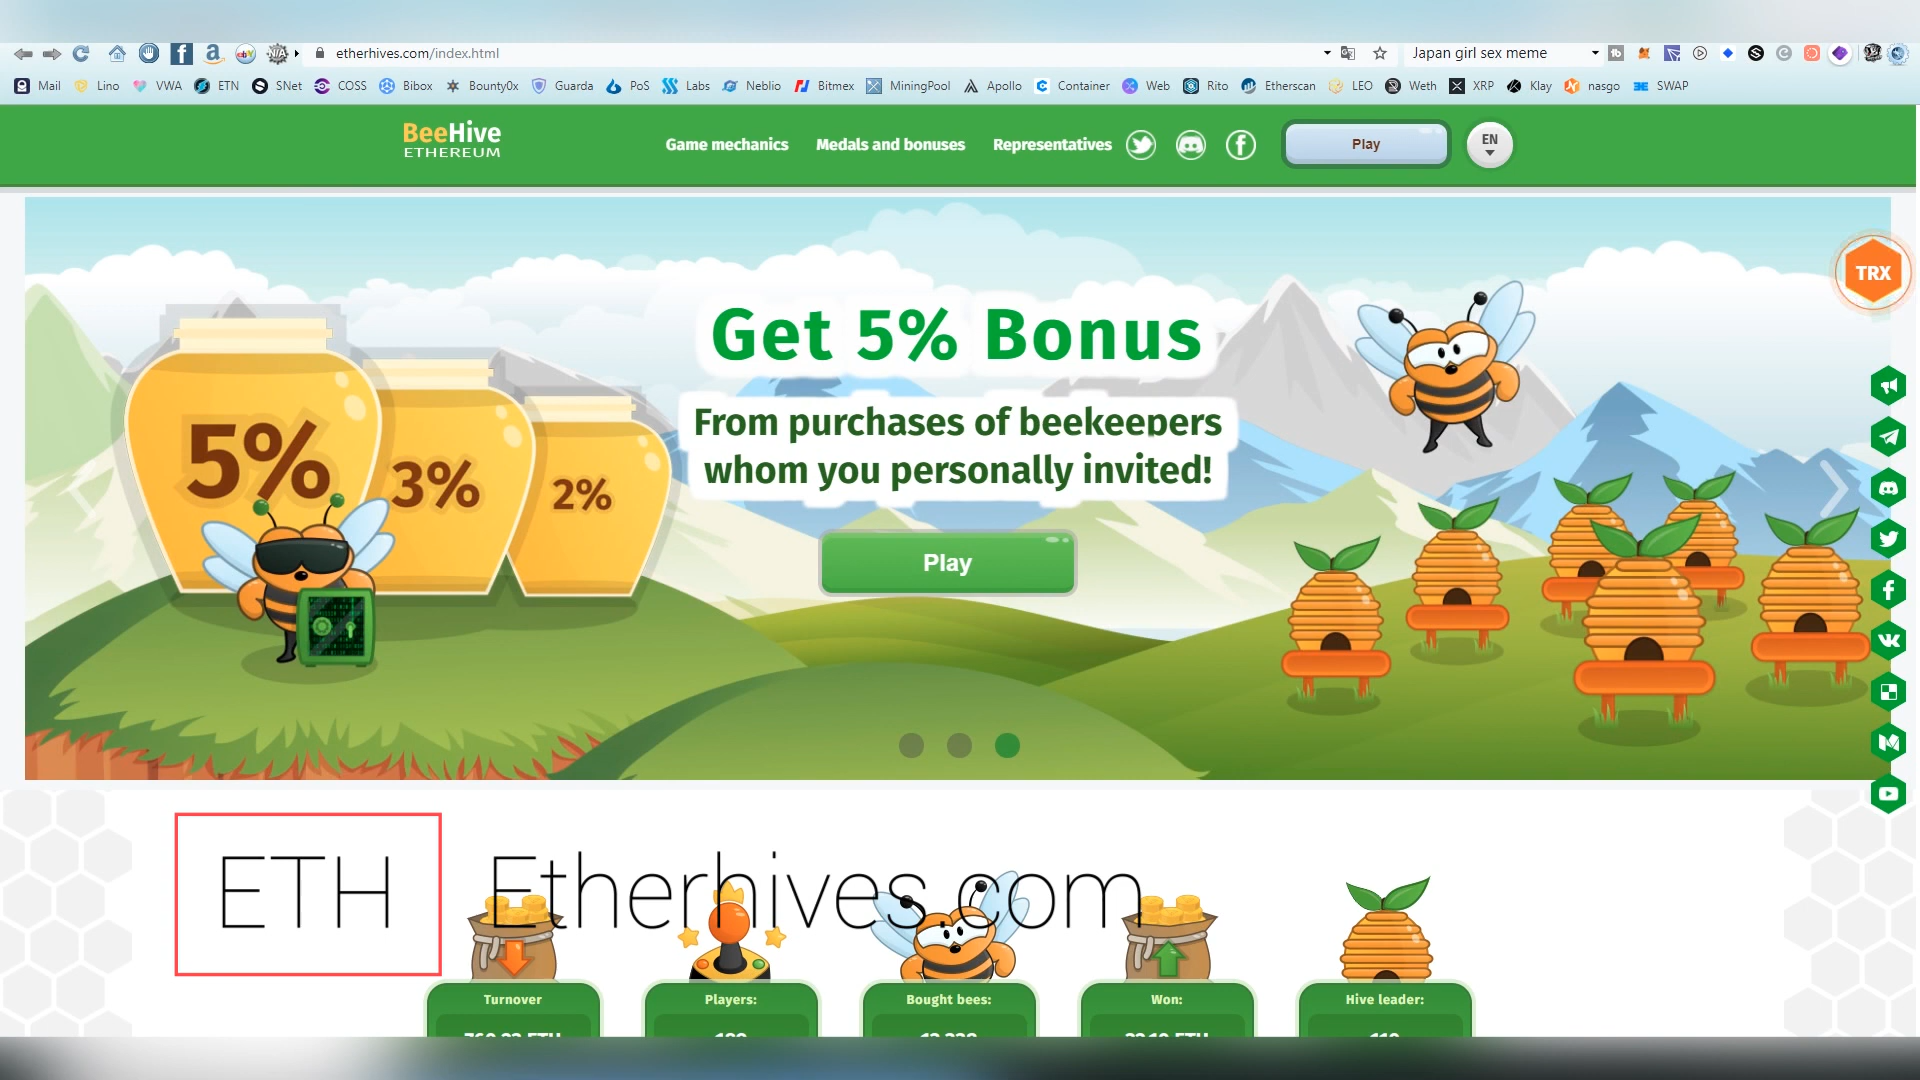 etherhives.com/index.html
Japan girl sex meme
Mail Lino VWA ETN SNet COSS Bibox Bounty0x Guarda PoS Labs Neblio Bitmex MiningPool Apollo Container Web Rito Etherscan LEO Weth XRP Klay nasgo SWAP
BeeHive
ETHEREUM
Game mechanics Medals and bonuses Representatives Play EN
TRX
Get 5% Bonus
From purchases of beekeepers
whom you personally invited!
5% 3% 2%
Play
ETH Etherhives.com
Turnover Players: Bought bees: Won: Hive leader: